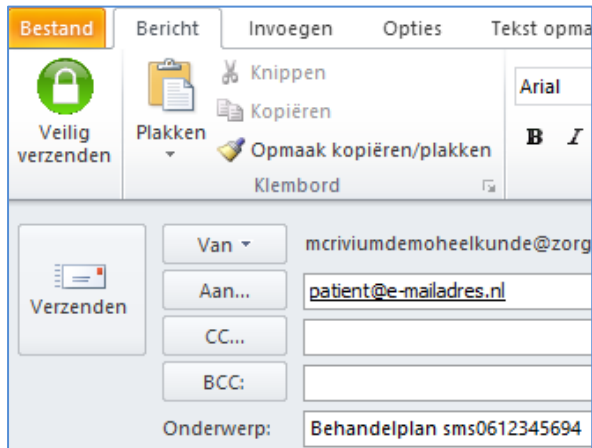 Bestand Bericht Invoegen Opties Tekst opma
Veilig verzenden
Plakken
Knippen
Kopiëren
Opmaak kopiëren/plakken
Klembord
Arial
B I
Verzenden
Van mcriviumdemoheelkunde@zorg
Aan... patient@e-mailadres.nl
CC...
BCC:
Onderwerp: Behandelplan sms0612345694